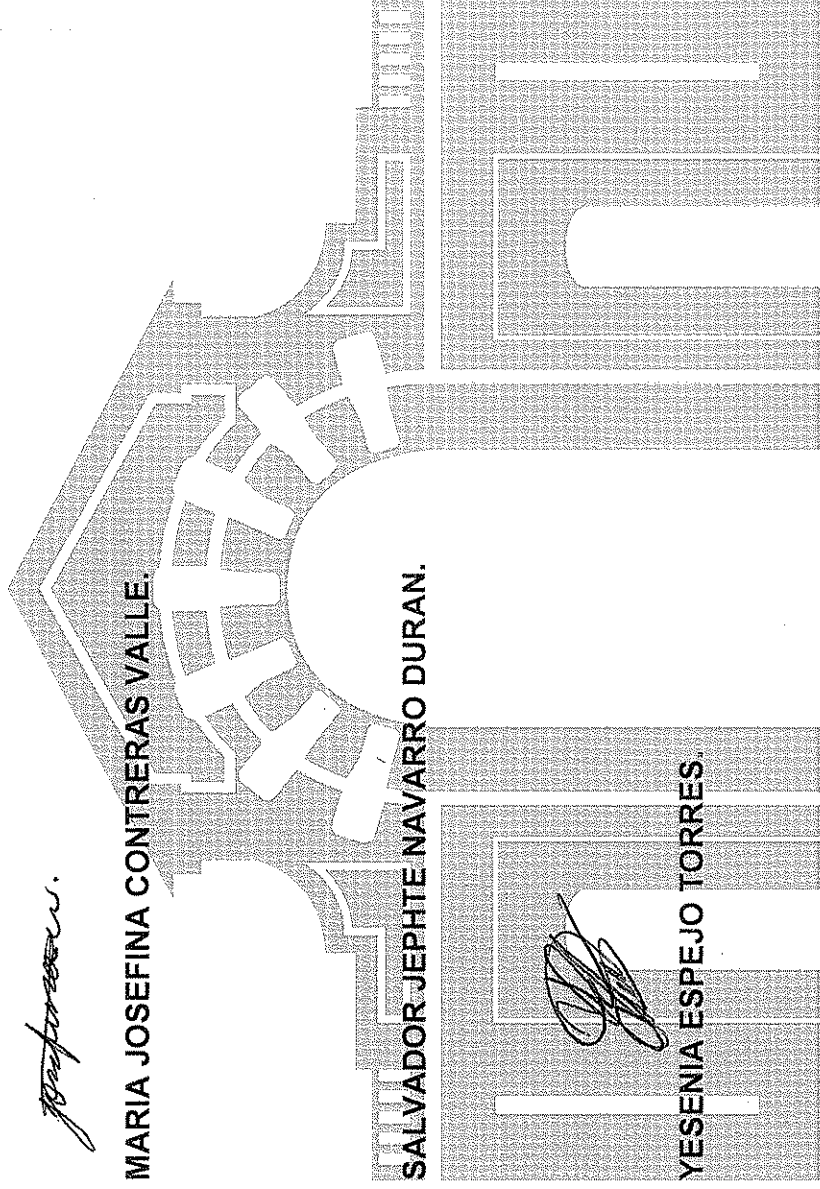 MARIA JOSEFINA CONTRERAS VALLE.
SALVADOR JEPHTE NAVARRO DURAN.
YESENIA ESPEJO TORRES.